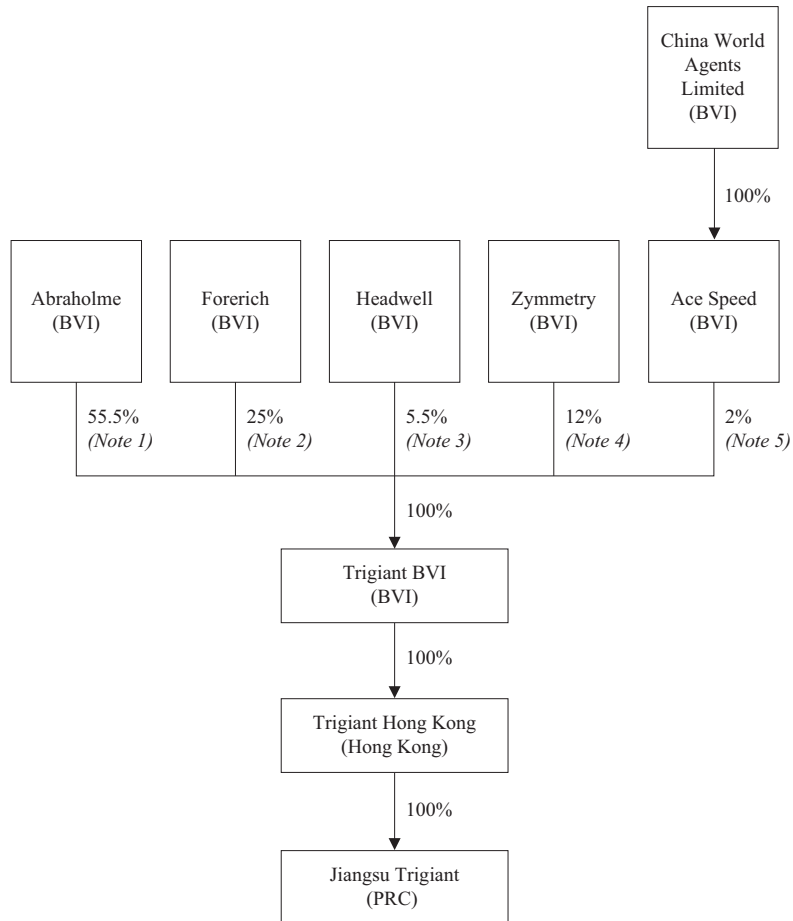 China World
Agents
Limited
(BVI)
100%
Abraholme
(BVI)
Forerich
(BVI)
Headwell
(BVI)
Zymmetry
(BVI)
Ace Speed
(BVI)
55.5%
(Note 1)
25%
(Note 2)
5.5%
(Note 3)
12%
(Note 4)
2%
(Note 5)
100%
Trigiant BVI
(BVI)
100%
Trigiant Hong Kong
(Hong Kong)
100%
Jiangsu Trigiant
(PRC)